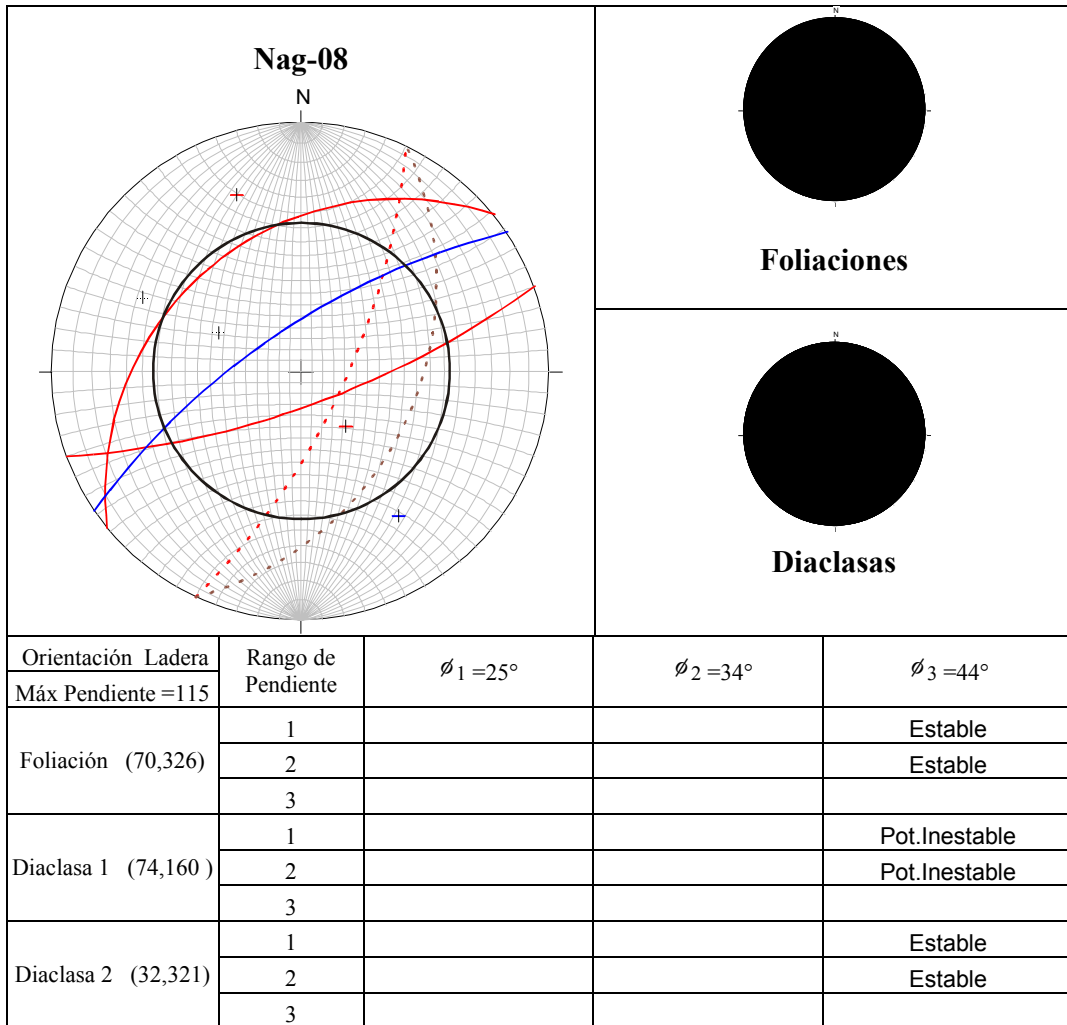 Nag-08
N
N
Foliaciones
N
Diaclasas
Orientación Ladera
Máx Pendiente =115
Rango de
Pendiente
ø1 =25°
ø2 =34°
ø3 =44°
Foliación (70,326)
1
Estable
2
Estable
3
Diaclasa 1 (74,160 )
1
Pot.Inestable
2
Pot.Inestable
3
Diaclasa 2 (32,321)
1
Estable
2
Estable
3